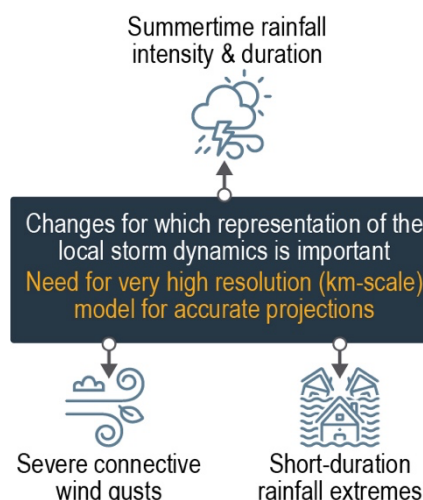 Summertime rainfall
intensity & duration
Changes for which representation of the
local storm dynamics is important
Need for very high resolution (km-scale)
model for accurate projections
Severe connective
wind gusts
Short-duration
rainfall extremes